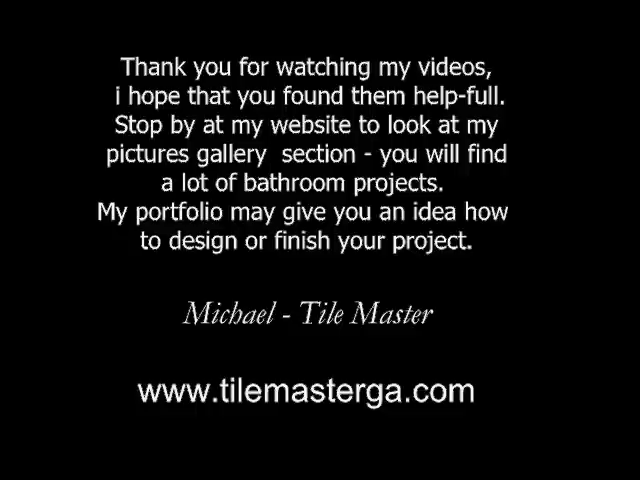 Thank you for watching my videos,
i hope that you found them help-full.
Stop by at my website to look at my
pictures gallery  section - you will find
a lot of bathroom projects.
My portfolio may give you an idea how
to design or finish your project.
Michael - Tile Master
www.tilemasterga.com